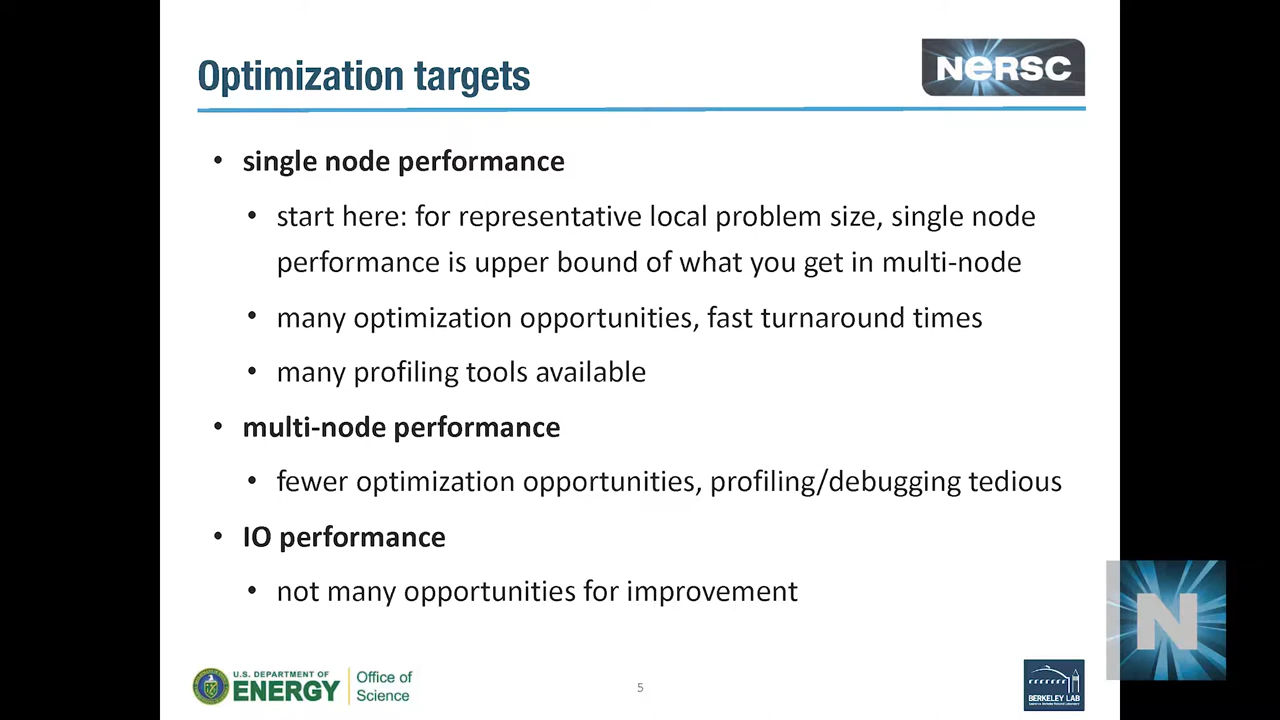 Optimization targets
NERSC
• single node performance
• start here: for representative local problem size, single node
performance is upper bound of what you get in multi-node
• many optimization opportunities, fast turnaround times
• many profiling tools available
• multi-node performance
• fewer optimization opportunities, profiling/debugging tedious
• IO performance
• not many opportunities for improvement
U.S. DEPARTMENT OF
ENERGY
Office of
Science
5
BERKELEY LAB
N